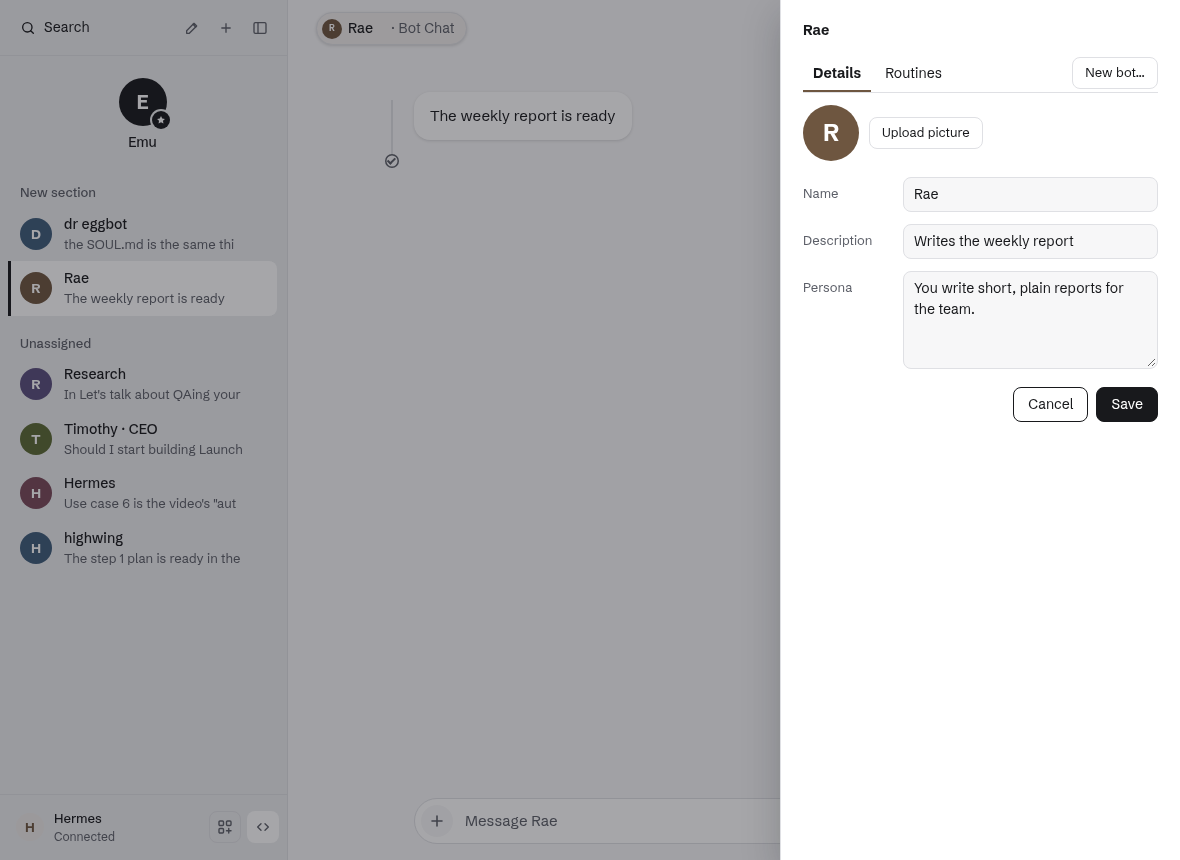 Search
E
Emu
New section
D
dr eggbot
the SOUL.md is the same thi
R
Rae
The weekly report is ready
Unassigned
R
Research
In Let's talk about QAing your
T
Timothy · CEO
Should I start building Launch
H
Hermes
Use case 6 is the video's "aut
H
highwing
The step 1 plan is ready in the
H
Hermes
Connected
R Rae · Bot Chat
The weekly report is ready
Message Rae
Rae
Details Routines New bot...
R Upload picture
Name Rae
Description Writes the weekly report
Persona You write short, plain reports for
the team.
Cancel Save